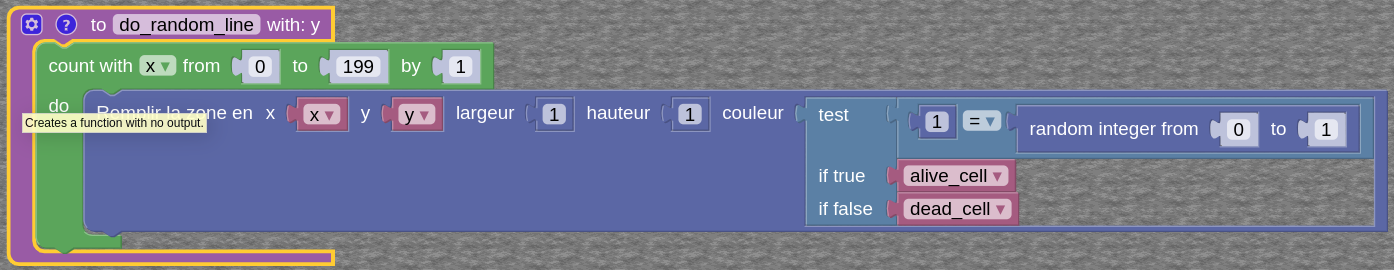 to do_random_line with: y
count with x from 0 to 199 by 1
do
Remplir la zone en x x y y largeur 1 hauteur 1 couleur
test 1 = random integer from 0 to 1
Creates a function with no output.
if true alive_cell
if false dead_cell